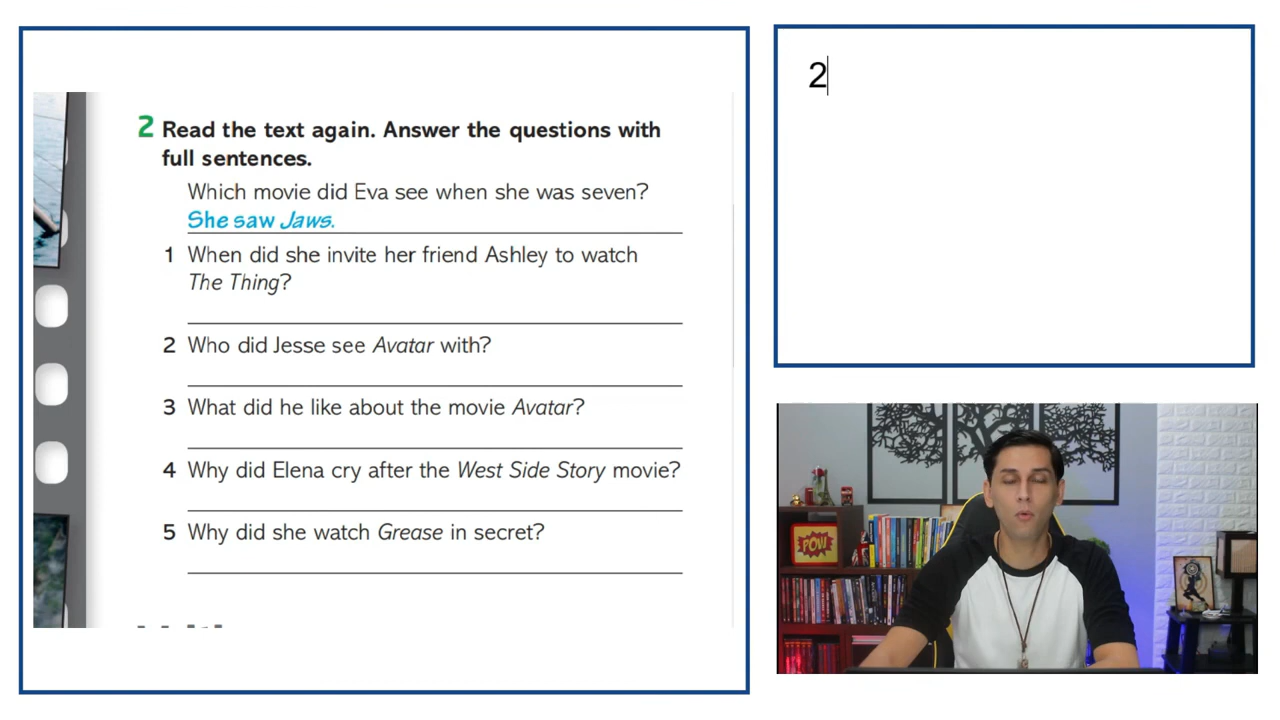 2 Read the text again. Answer the questions with
full sentences.
Which movie did Eva see when she was seven?
She saw Jaws.
1 When did she invite her friend Ashley to watch
The Thing?
2 Who did Jesse see Avatar with?
3 What did he like about the movie Avatar?
4 Why did Elena cry after the West Side Story movie?
5 Why did she watch Grease in secret?
2
POW!